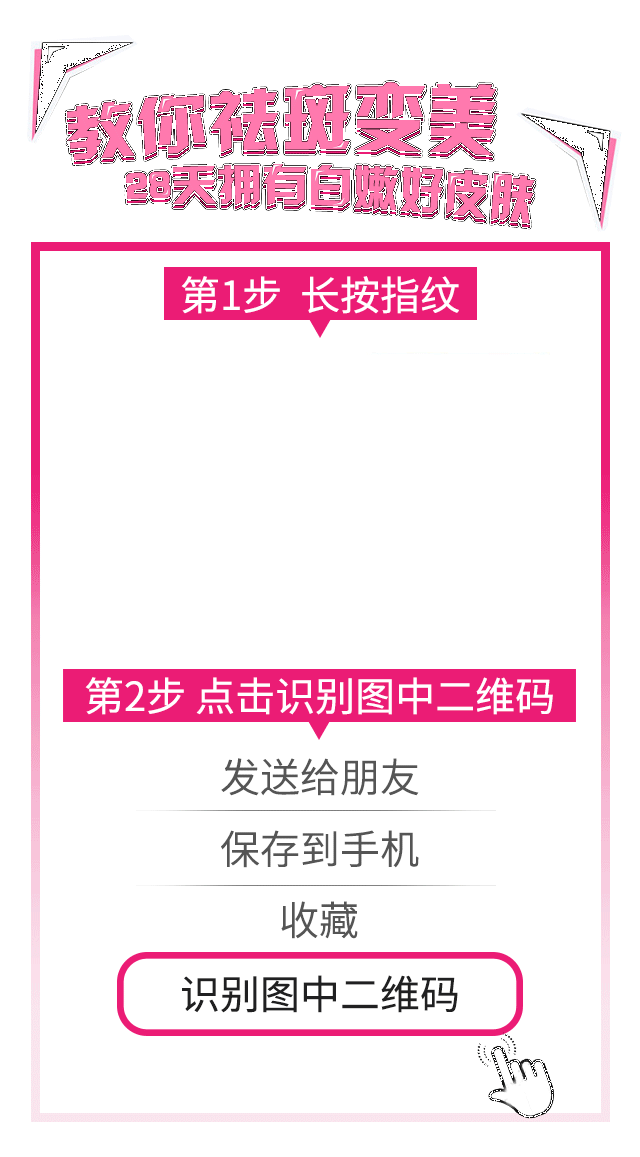 教你祛斑变美
28天拥有白嫩好皮肤
第1步 长按指纹
第2步 点击识别图中二维码
发送给朋友
保存到手机
收藏
识别图中二维码